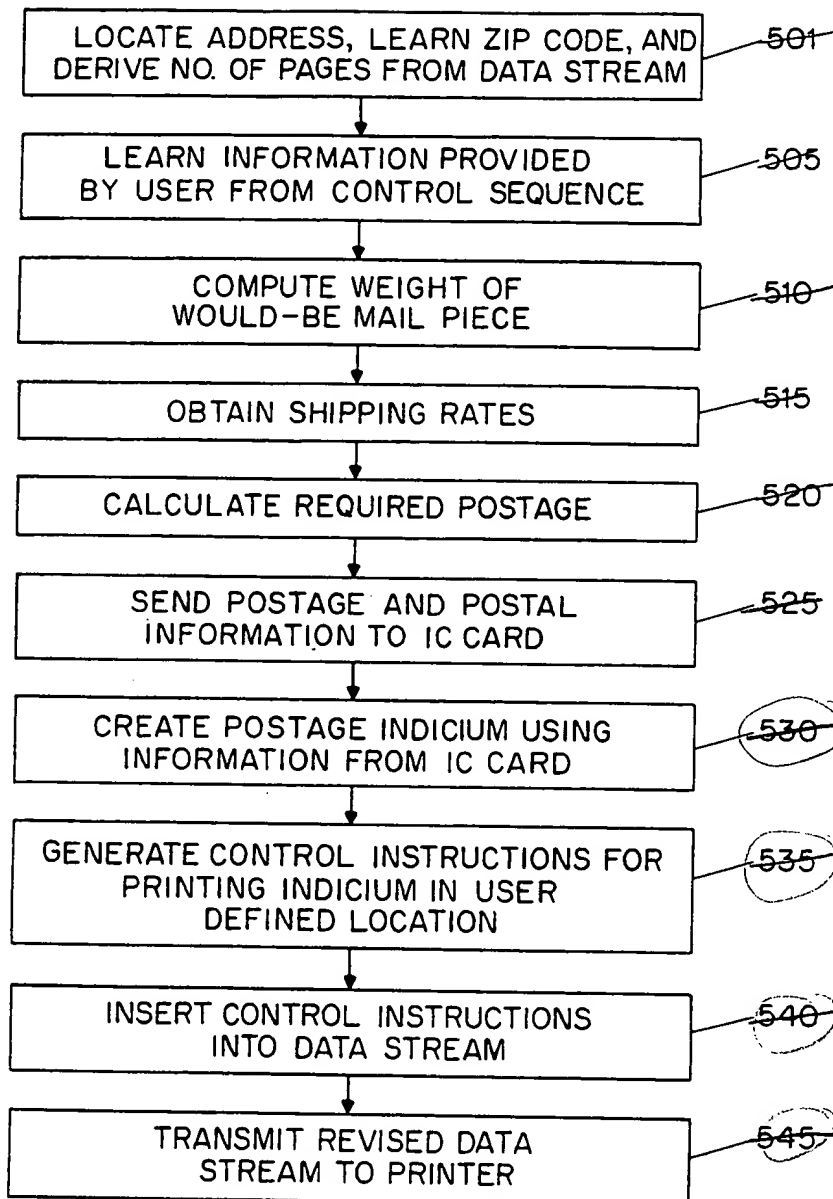 LOCATE ADDRESS, LEARN ZIP CODE, AND
DERIVE NO. OF PAGES FROM DATA STREAM
501
LEARN INFORMATION PROVIDED
BY USER FROM CONTROL SEQUENCE
505
COMPUTE WEIGHT OF
WOULD-BE MAIL PIECE
510
OBTAIN SHIPPING RATES
515
CALCULATE REQUIRED POSTAGE
520
SEND POSTAGE AND POSTAL
INFORMATION TO IC CARD
525
CREATE POSTAGE INDICIUM USING
INFORMATION FROM IC CARD
530
GENERATE CONTROL INSTRUCTIONS FOR
PRINTING INDICIUM IN USER
DEFINED LOCATION
535
INSERT CONTROL INSTRUCTIONS
INTO DATA STREAM
540
TRANSMIT REVISED DATA
STREAM TO PRINTER
545